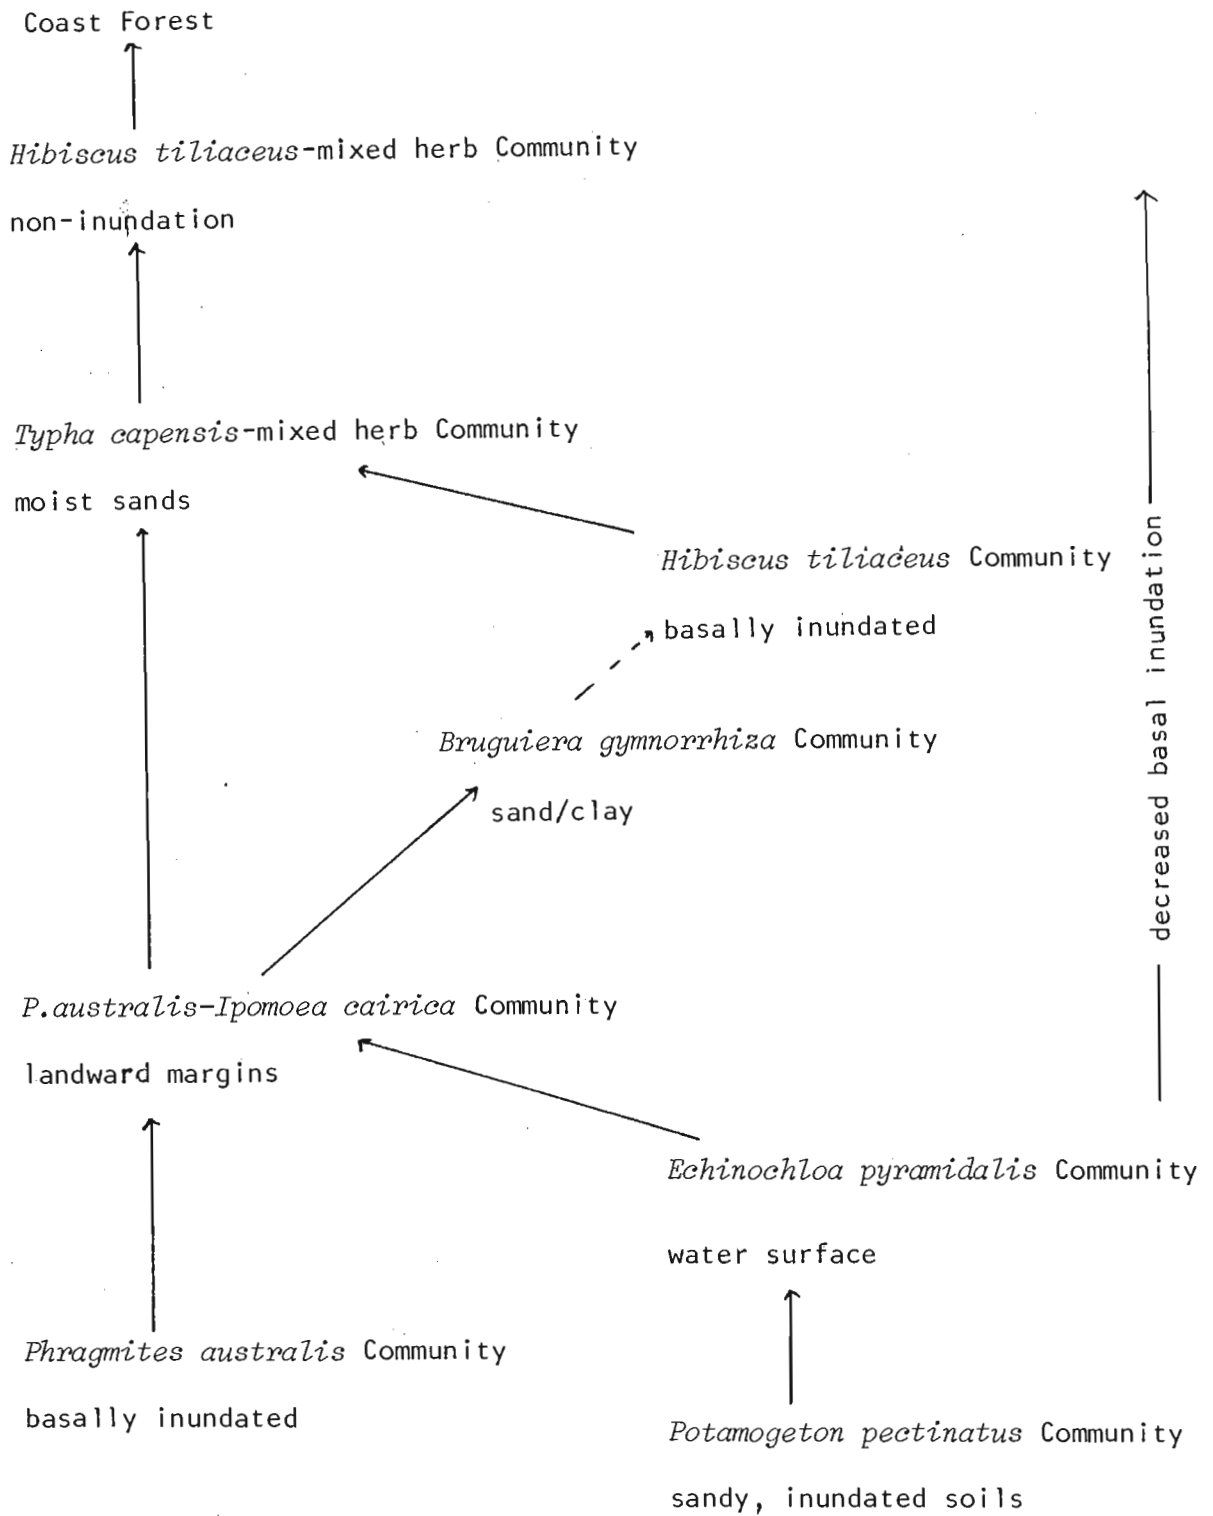 Coast Forest
Hibiscus tiliaceus-mixed herb Community
non-inundation
Typha capensis-mixed herb Community
moist sands
Hibiscus tiliaceus Community
basally inundated
Bruguiera gymnorrhiza Community
sand/clay
decreased basal inundation
P.australis-Ipomoea cairica Community
landward margins
Echinochloa pyramidalis Community
water surface
Phragmites australis Community
basally inundated
Potamogeton pectinatus Community
sandy, inundated soils